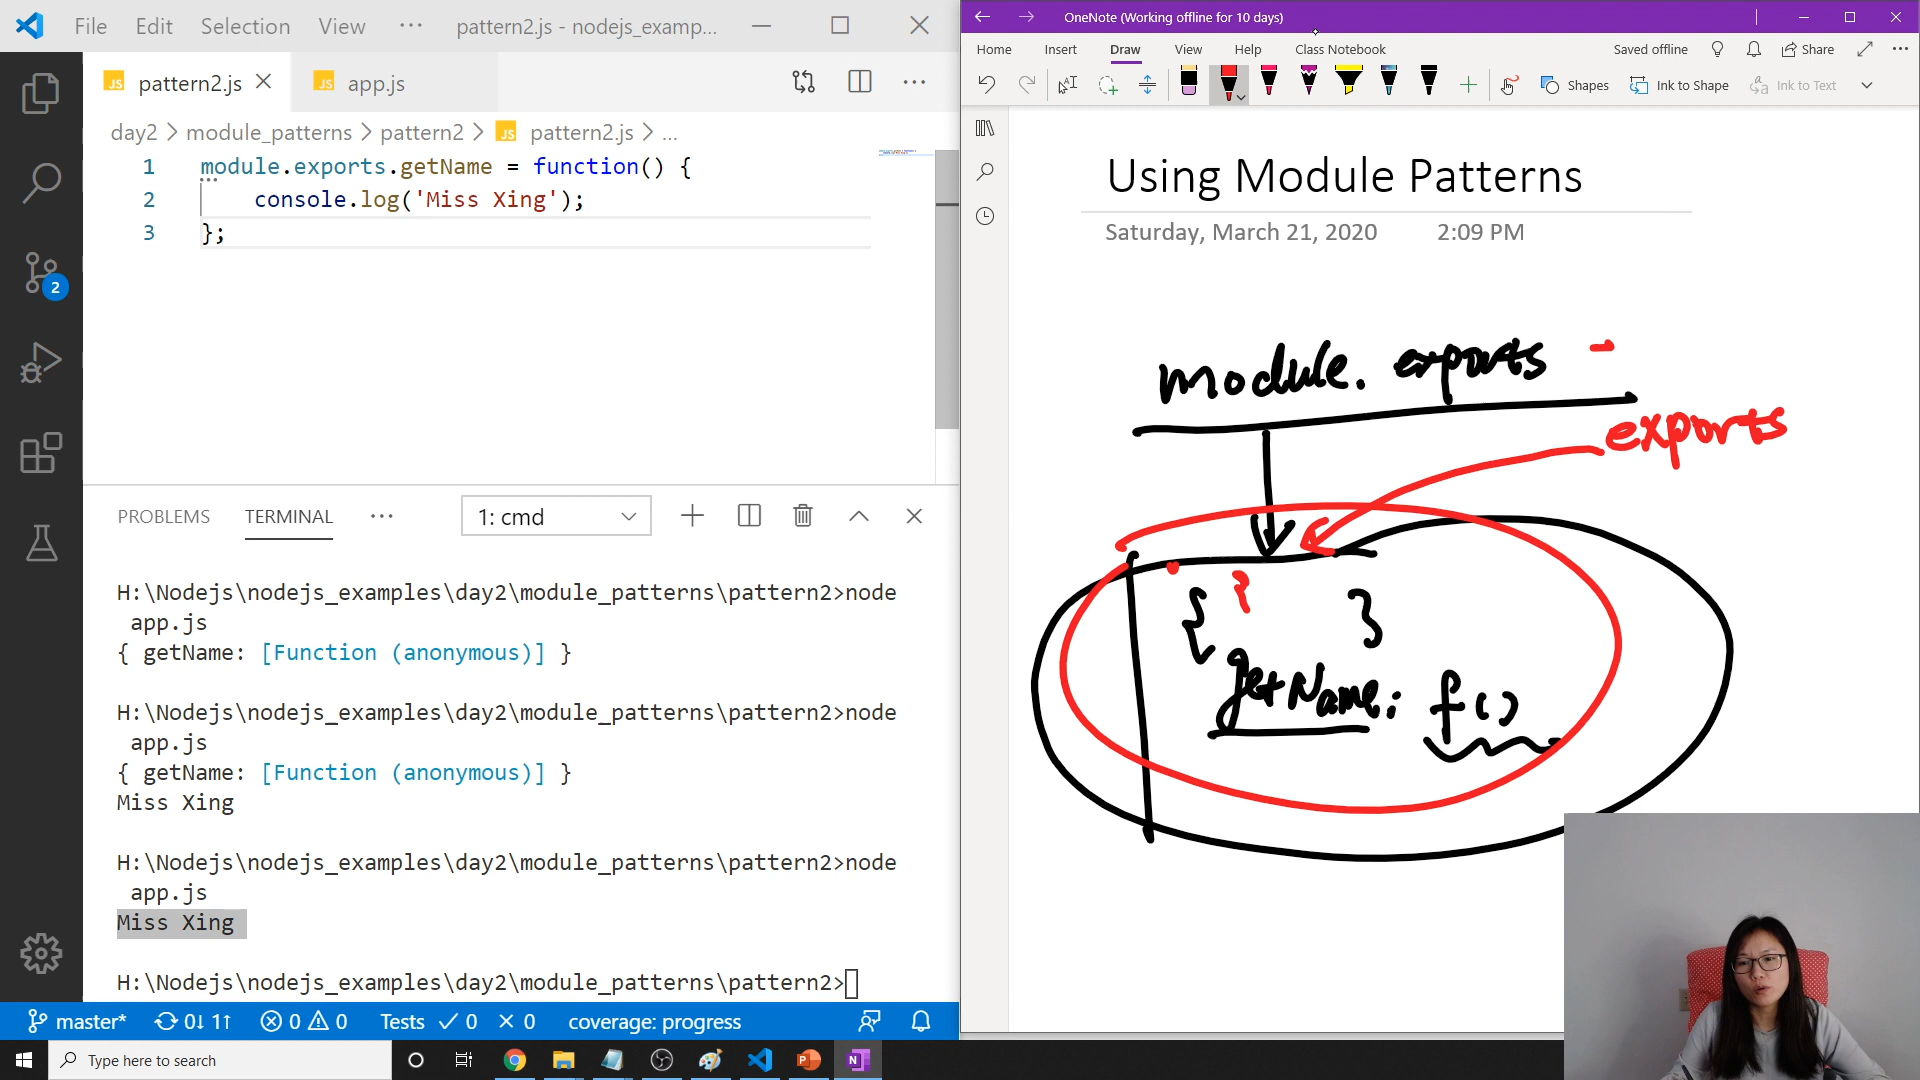 File Edit Selection View ··· pattern2.js - nodejs_examp...
pattern2.js app.js
day2 > module_patterns > pattern2 > JS pattern2.js > ...
1 module.exports.getName = function() {
2 console.log('Miss Xing');
3 };
2
PROBLEMS TERMINAL ··· 1: cmd
H:\Nodejs\nodejs_examples\day2\module_patterns\pattern2>node
app.js
{ getName: [Function (anonymous)] }
H:\Nodejs\nodejs_examples\day2\module_patterns\pattern2>node
app.js
{ getName: [Function (anonymous)] }
Miss Xing
H:\Nodejs\nodejs_examples\day2\module_patterns\pattern2>node
app.js
Miss Xing
H:\Nodejs\nodejs_examples\day2\module_patterns\pattern2>
master* 0↓ 1↑ 0 0 Tests ✓ 0 × 0 coverage: progress
Type here to search
OneNote (Working offline for 10 days)
Home Insert Draw View Help Class Notebook Saved offline Share
Shapes Ink to Shape Ink to Text
Using Module Patterns
Saturday, March 21, 2020 2:09 PM
module. exports -
exports
{ { }
getName: f()